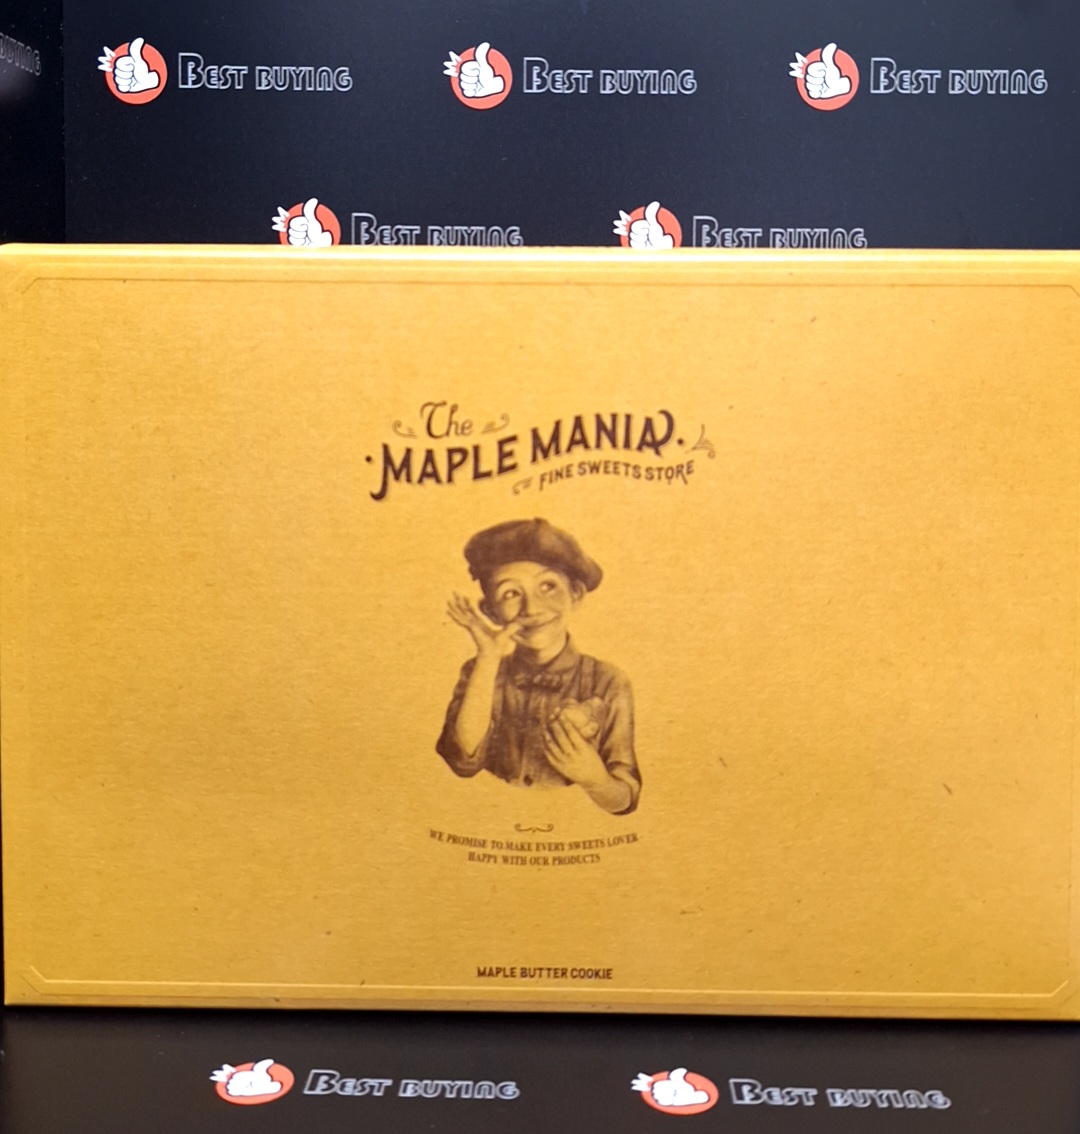 BUYING
BEST BUYING
BEST BUYING
BEST BUYING
BEST BUYING
BEST BUYING
The
MAPLE MANIA
FINE SWEETS STORE
WE PROMISE TO MAKE EVERY SWEETS LOVER
HAPPY WITH OUR PRODUCTS
MAPLE BUTTER COOKIE
BEST BUYING
BEST BUYING